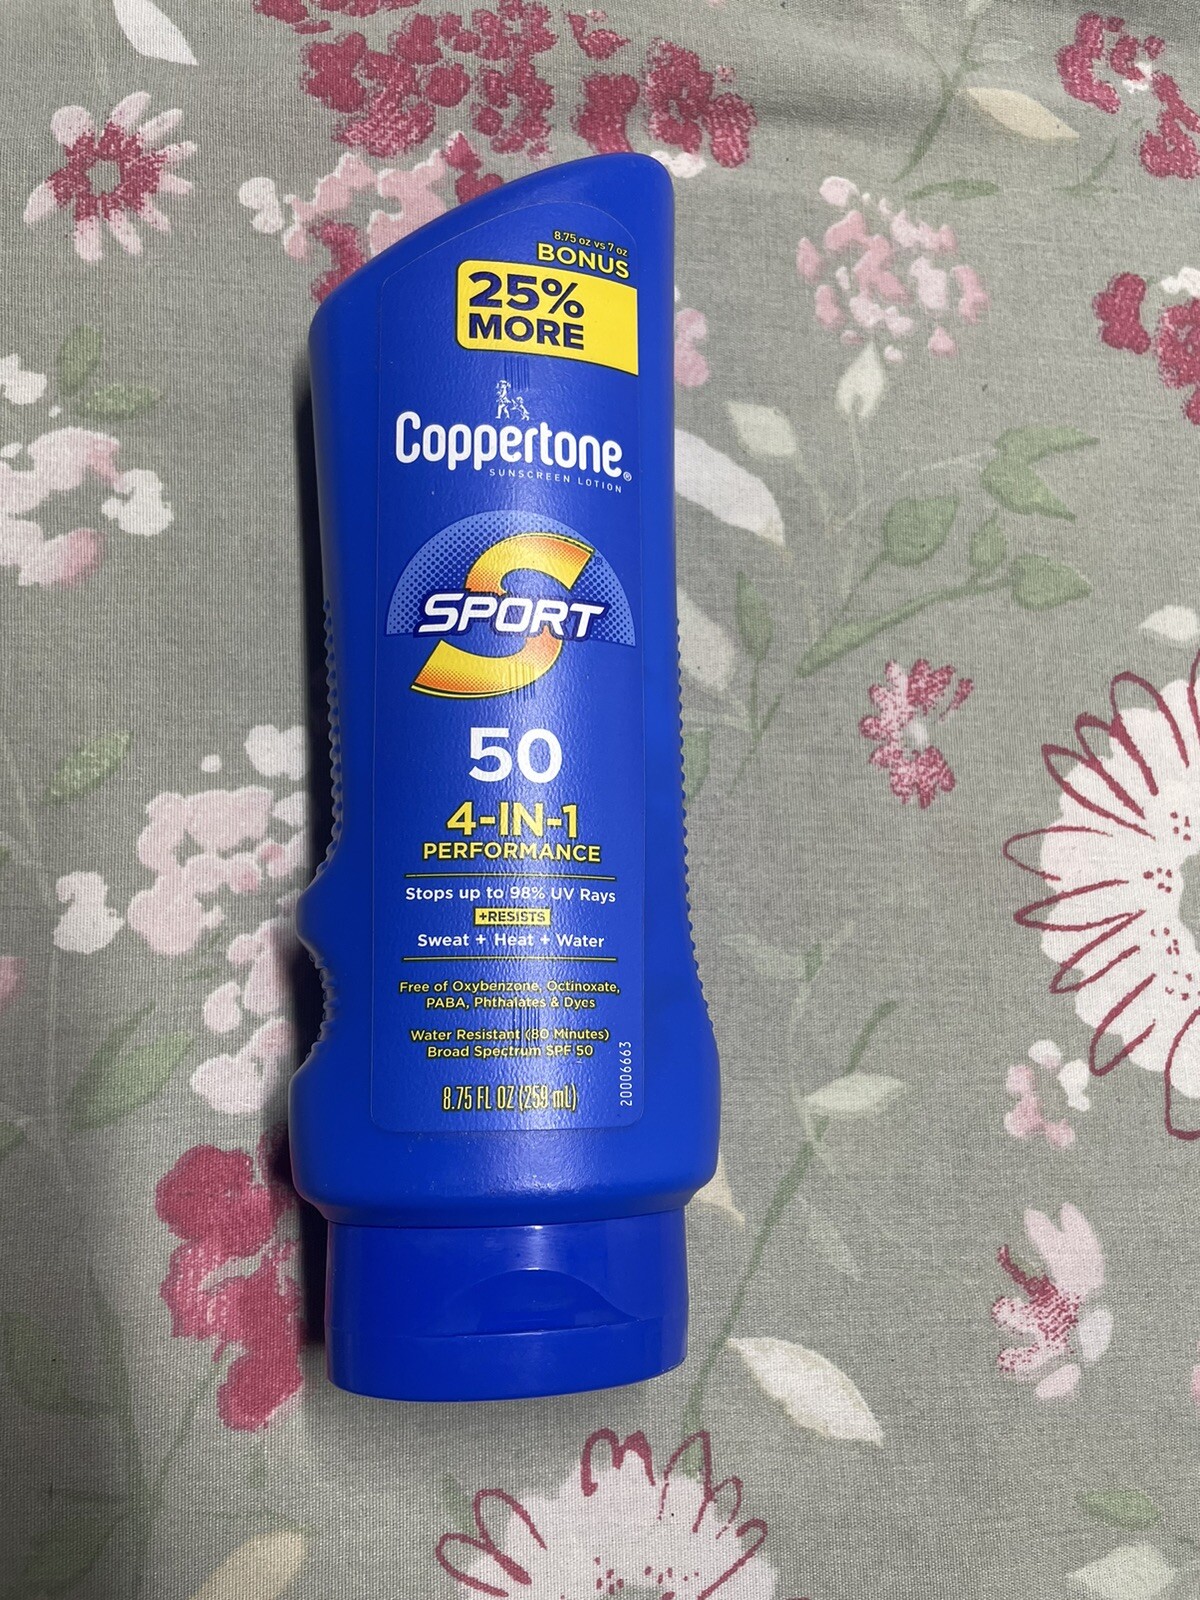 8.75 oz vs 7 oz
BONUS
25%
MORE
Coppertone®
SUNSCREEN LOTION
SPORT
50
4-IN-1
PERFORMANCE
Stops up to 98% UV Rays
+RESISTS
Sweat + Heat + Water
Free of Oxybenzone, Octinoxate,
PABA, Phthalates & Dyes
Water Resistant (80 Minutes)
Broad Spectrum SPF 50
8.75 FL OZ (259 mL)
20006663